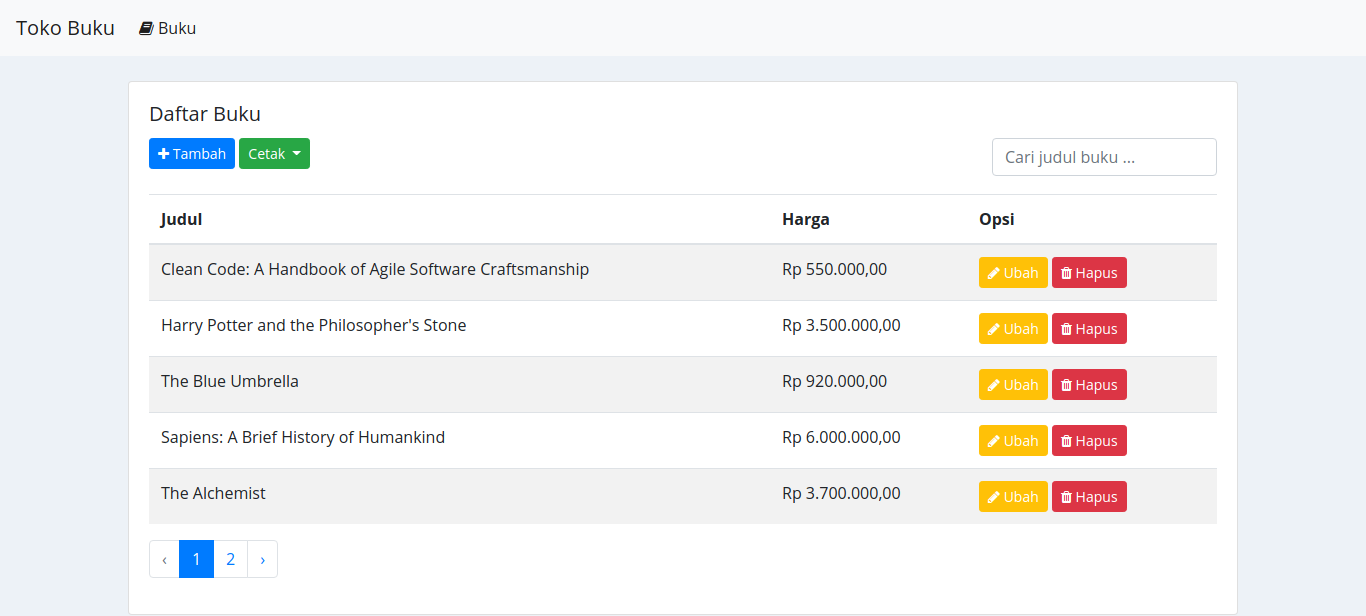 Toko Buku Buku
Daftar Buku
Tambah Cetak
Cari judul buku ...
Judul Harga Opsi
Clean Code: A Handbook of Agile Software Craftsmanship Rp 550.000,00 Ubah Hapus
Harry Potter and the Philosopher's Stone Rp 3.500.000,00 Ubah Hapus
The Blue Umbrella Rp 920.000,00 Ubah Hapus
Sapiens: A Brief History of Humankind Rp 6.000.000,00 Ubah Hapus
The Alchemist Rp 3.700.000,00 Ubah Hapus
‹ 1 2 ›